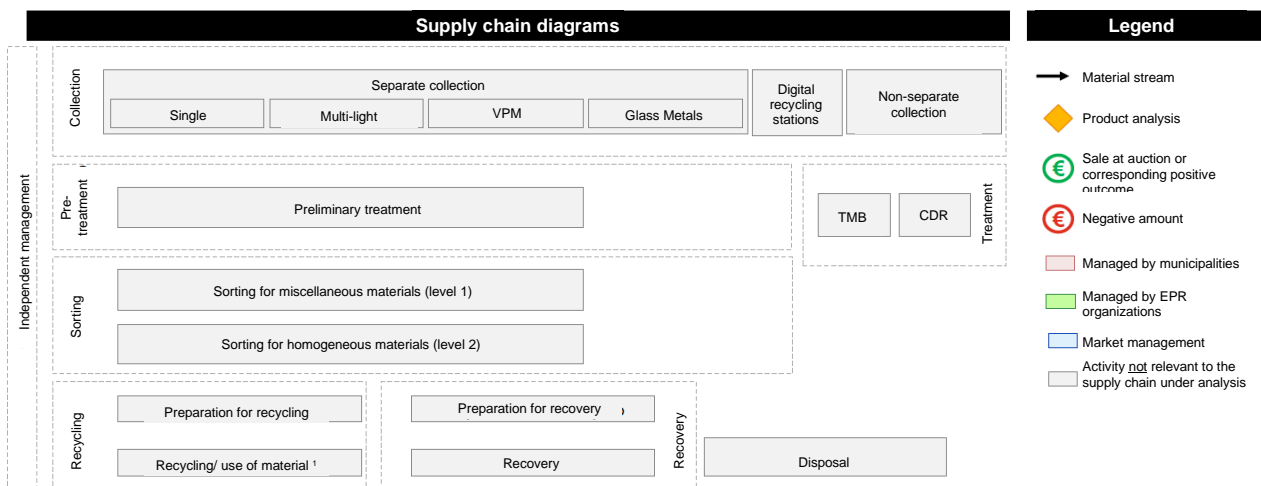 Supply chain diagrams
Legend
Independent management
Collection
Separate collection
Single
Multi-light
VPM
Glass Metals
Digital
recycling
stations
Non-separate
collection
Pre-
treatment
Preliminary treatment
TMB
CDR
Treatment
Sorting
Sorting for miscellaneous materials (level 1)
Sorting for homogeneous materials (level 2)
Recycling
Preparation for recycling
Recycling/ use of material ¹
Preparation for recovery
Recovery
Recovery
Disposal
Material stream
Product analysis
€
Sale at auction or
corresponding positive
outcome
€
Negative amount
Managed by municipalities
Managed by EPR
organizations
Market management
Activity not relevant to the
supply chain under analysis